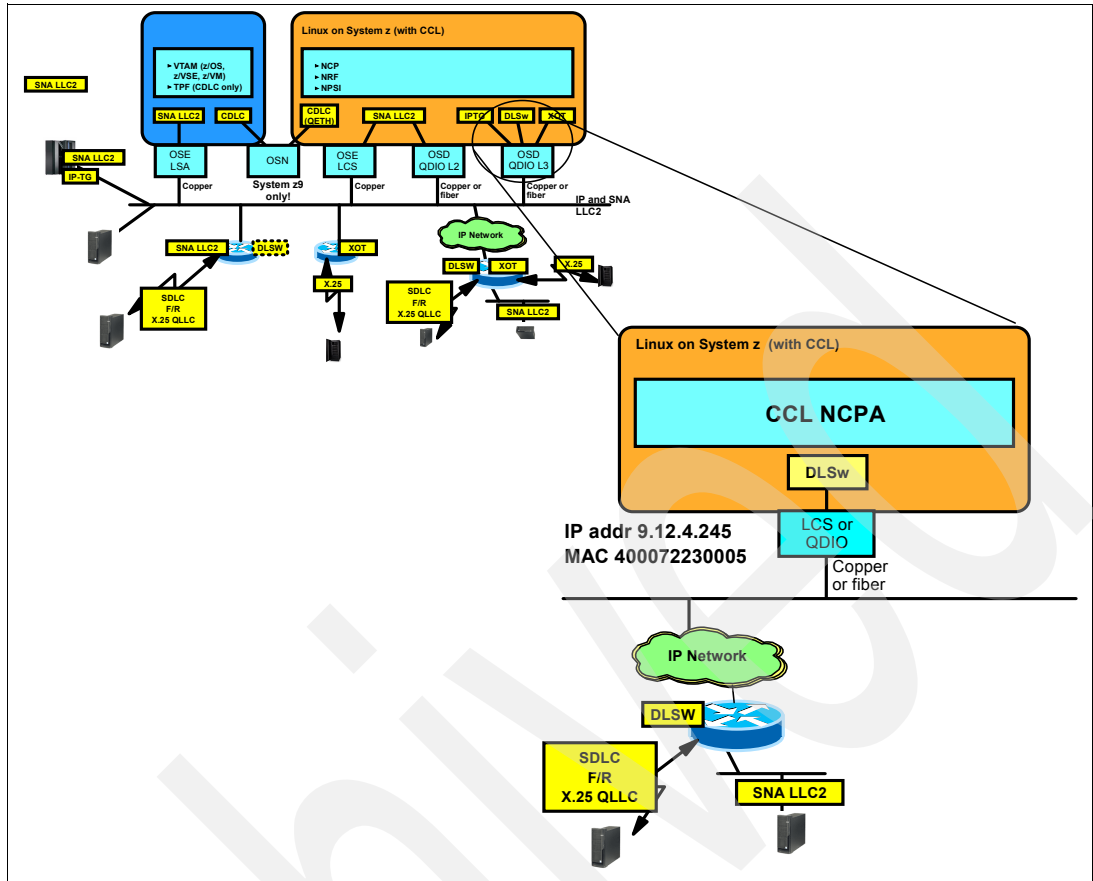 Linux on System z (with CCL)
► VTAM (z/OS,
z/VSE, z/VM)
► TPF (CDLC only)
► NCP
► NRF
► NPSI
SNA LLC2
SNA LLC2
CDLC
CDLC
(QETH)
SNA LLC2
IPTG
DLSw
XOT
OSE
LSA
OSN
OSE
LCS
OSD
QDIO L2
OSD
QDIO L3
SNA LLC2
IP-TG
Copper
System z9
only!
Copper
Copper or
fiber
Copper or
fiber
IP and SNA
LLC2
IP Network
SNA LLC2
DLSW
XOT
DLSW
XOT
X.25
X.25
SDLC
F/R
X.25 QLLC
SDLC
F/R
X.25 QLLC
SNA LLC2
Linux on System z (with CCL)
CCL NCPA
DLSw
LCS or
QDIO
IP addr 9.12.4.245
MAC 400072230005
Copper
or fiber
IP Network
DLSW
SDLC
F/R
X.25 QLLC
SNA LLC2